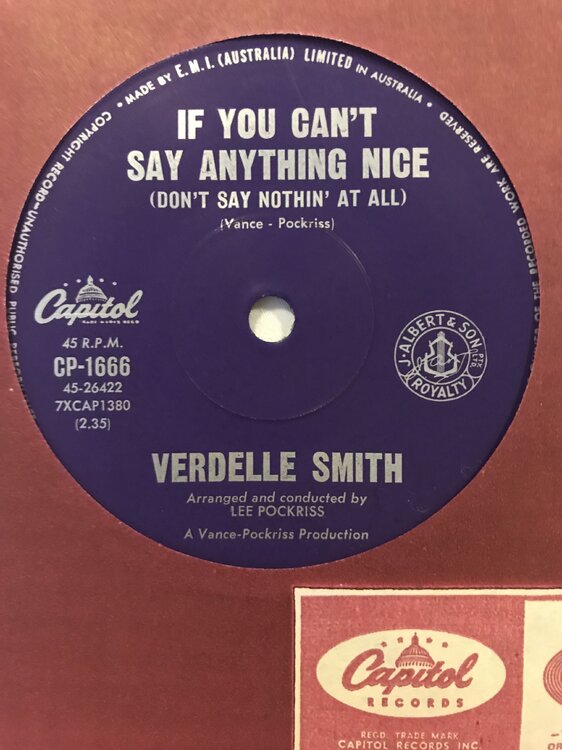 • MADE BY E.M.I. (AUSTRALIA) LIMITED IN AUSTRALIA •
COPYRIGHT RECORD—UNAUTHORISED PUBLIC
OF THE RECORDED WORK ARE RESERVED
IF YOU CAN'T
SAY ANYTHING NICE
(DON'T SAY NOTHIN' AT ALL)
(Vance - Pockriss)
Capitol
45 R.P.M.
CP-1666
45-26422
7XCAP1380
(2.35)
J. ALBERT & SON PTY. LTD.
ROYALTY
VERDELLE SMITH
Arranged and conducted by
LEE POCKRISS
A Vance-Pockriss Production
Capitol
RECORDS
REGD. TRADE MARK
CAPITOL RECORDS INC.